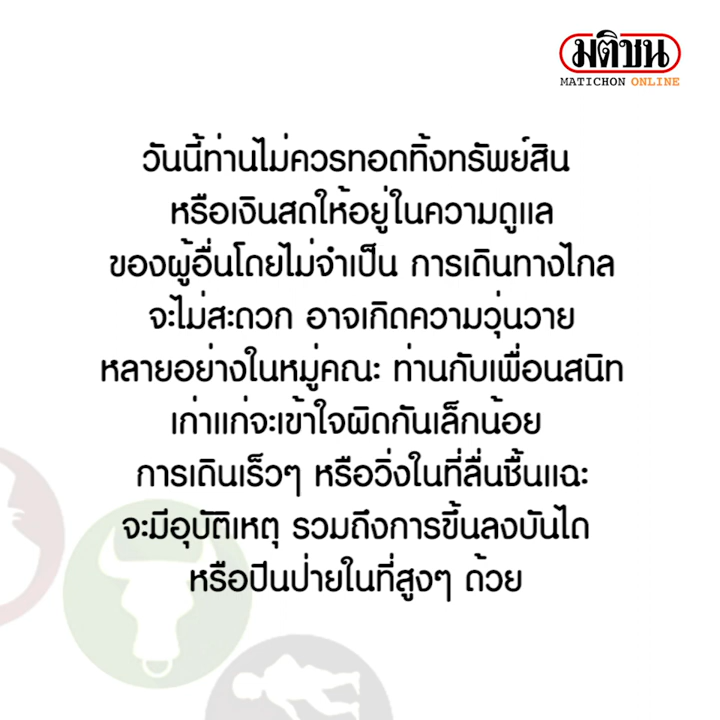 มติชน
MATICHON ONLINE
วันนี้ท่านไม่ควรทอดทิ้งทรัพย์สิน
หรือเงินสดให้อยู่ในความดูแล
ของผู้อื่นโดยไม่จำเป็น การเดินทางไกล
จะไม่สะดวก อาจเกิดความวุ่นวาย
หลายอย่างในหมู่คณะ ท่านกับเพื่อนสนิท
เก่าแก่จะเข้าใจผิดกันเล็กน้อย
การเดินเร็วๆ หรือวิ่งในที่ลื่นชื้นแฉะ
จะมีอุบัติเหตุ รวมถึงการขึ้นลงบันได
หรือปีนป่ายในที่สูงๆ ด้วย